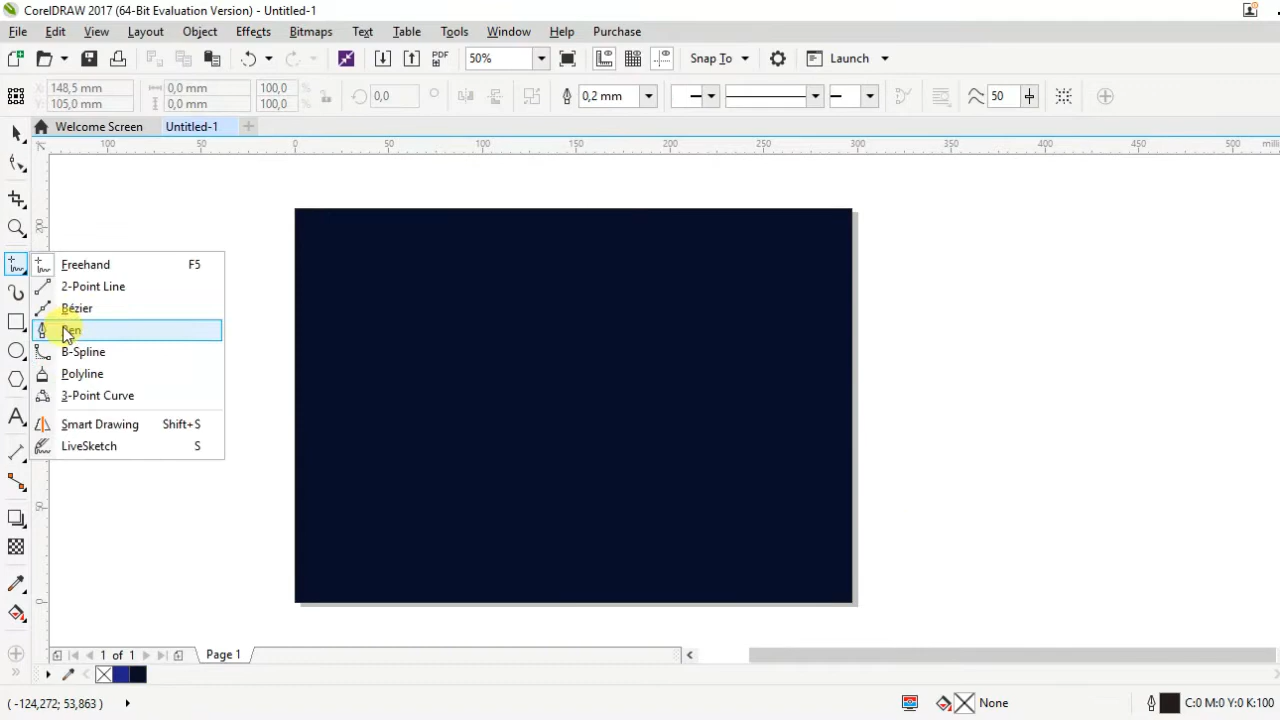 CorelDRAW 2017 (64-Bit Evaluation Version) - Untitled-1
File Edit View Layout Object Effects Bitmaps Text Table Tools Window Help Purchase
PDF 50% Snap To Launch
X: 148,5 mm 0,0 mm 100,0 % 0,0 ° 0,2 mm 50
Y: 105,0 mm 0,0 mm 100,0 %
Welcome Screen Untitled-1
100 50 0 50 100 150 200 250 300 350 400 450 500 milli
Freehand F5
2-Point Line
Bézier
Pen
B-Spline
Polyline
3-Point Curve
Smart Drawing Shift+S
LiveSketch S
1 of 1 Page 1
( -124,272; 53,863 ) None C:0 M:0 Y:0 K:100